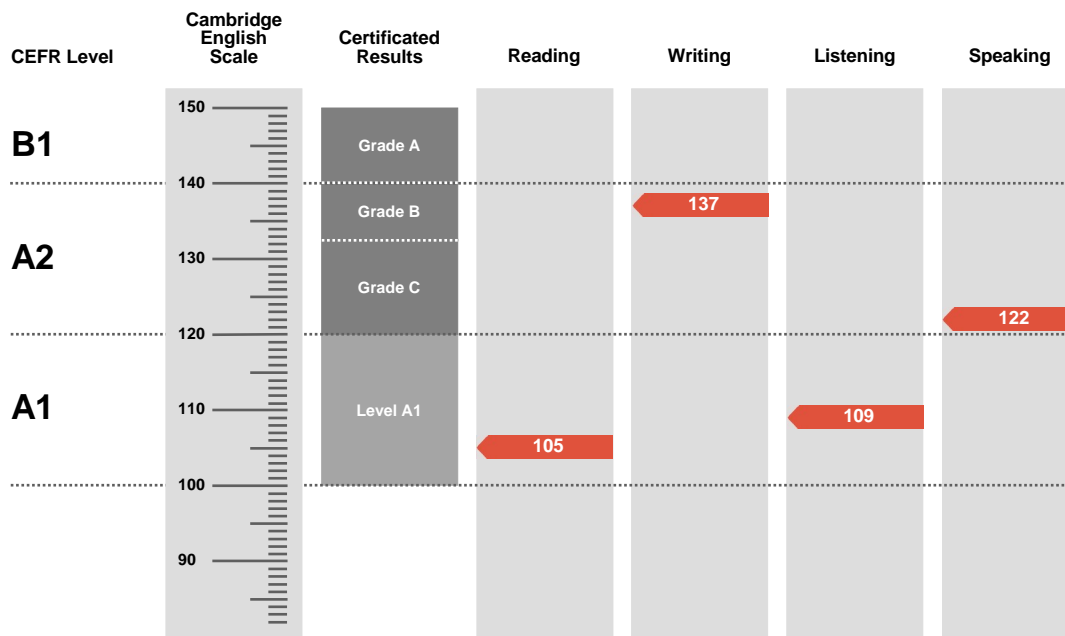 CEFR Level
Cambridge
English
Scale
Certificated
Results
Reading
Writing
Listening
Speaking
150
B1
Grade A
140
Grade B
137
A2
130
Grade C
122
120
A1
110
Level A1
109
105
100
90